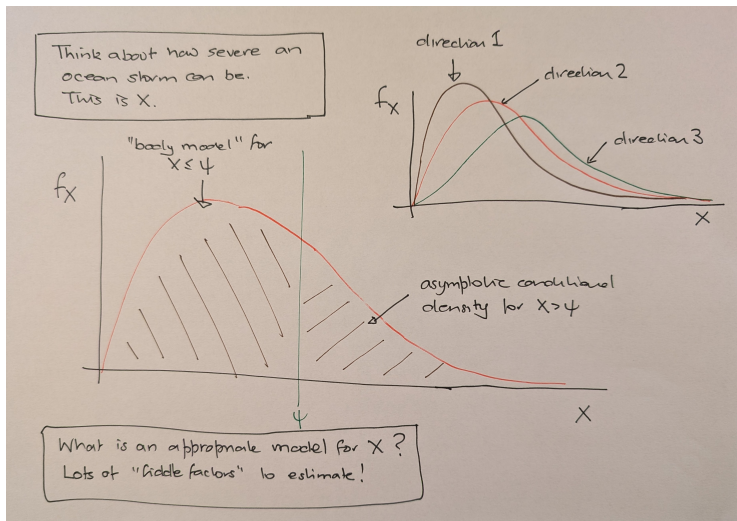 Think about how severe an
ocean storm can be.
This is X.
direction 1
direction 2
direction 3
fx
X
"body model" for
X ≤ ψ
fx
asymptotic conditional
density for X>ψ
X
ψ
What is an appropriate model for X ?
Lots of "fiddle factors" to estimate!